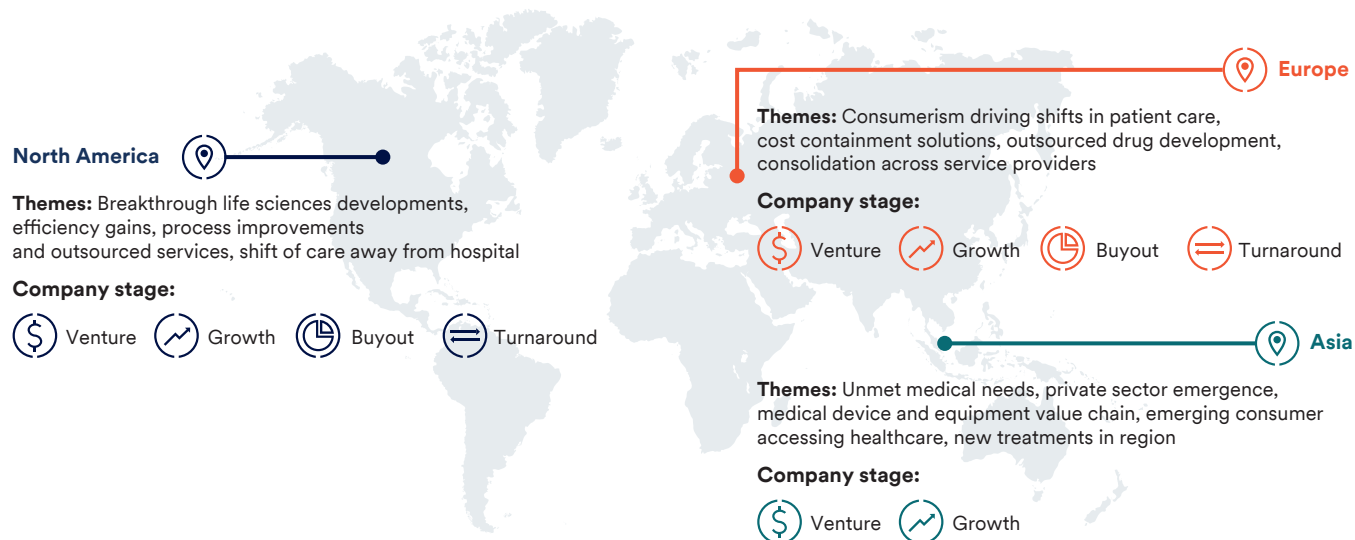 North America
Themes: Breakthrough life sciences developments,
efficiency gains, process improvements
and outsourced services, shift of care away from hospital
Company stage:
Venture Growth Buyout Turnaround
Europe
Themes: Consumerism driving shifts in patient care,
cost containment solutions, outsourced drug development,
consolidation across service providers
Company stage:
Venture Growth Buyout Turnaround
Asia
Themes: Unmet medical needs, private sector emergence,
medical device and equipment value chain, emerging consumer
accessing healthcare, new treatments in region
Company stage:
Venture Growth